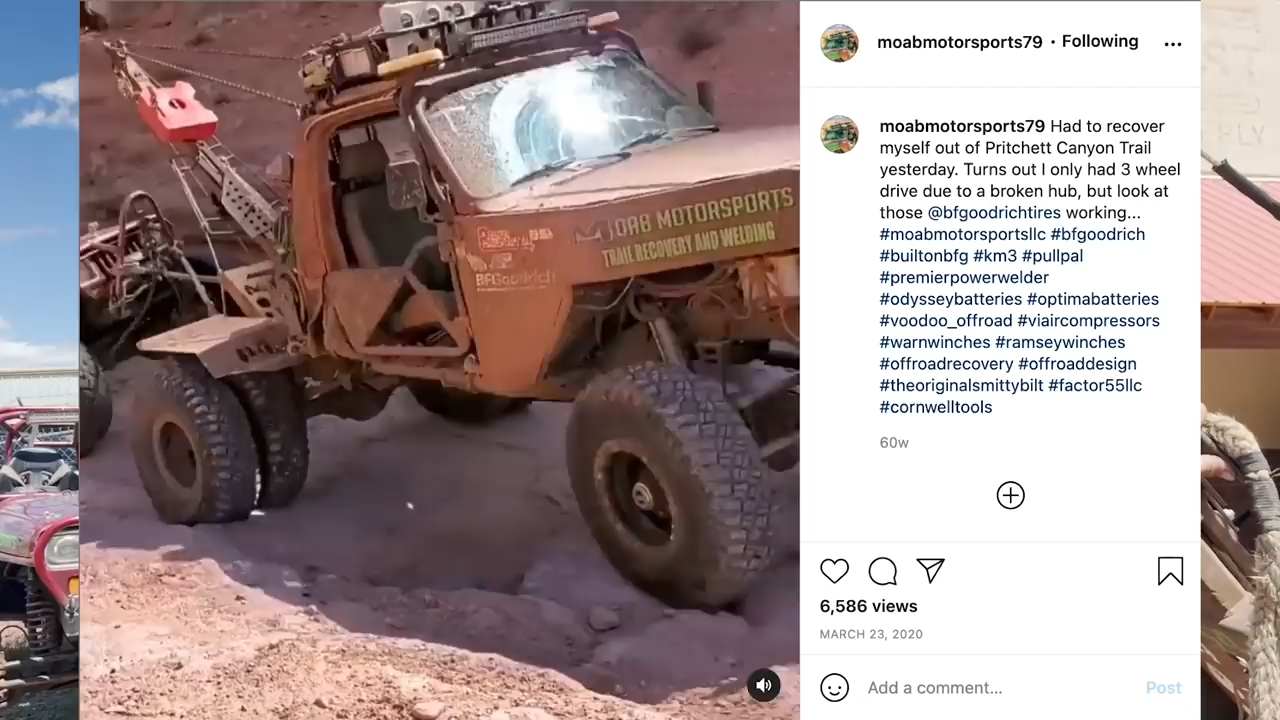 MOAB MOTORSPORTS
TRAIL RECOVERY AND WELDING
BFGoodrich
moabmotorsports79 • Following
moabmotorsports79 Had to recover
myself out of Pritchett Canyon Trail
yesterday. Turns out I only had 3 wheel
drive due to a broken hub, but look at
those @bfgoodrichtires working...
#moabmotorsportsllc #bfgoodrich
#builtonbfg #km3 #pullpal
#premierpowerwelder
#odysseybatteries #optimabatteries
#voodoo_offroad #viaircompressors
#warnwinches #ramseywinches
#offroadrecovery #offroaddesign
#theoriginalsmittybilt #factor55llc
#cornwelltools
60w
6,586 views
MARCH 23, 2020
Add a comment...
Post